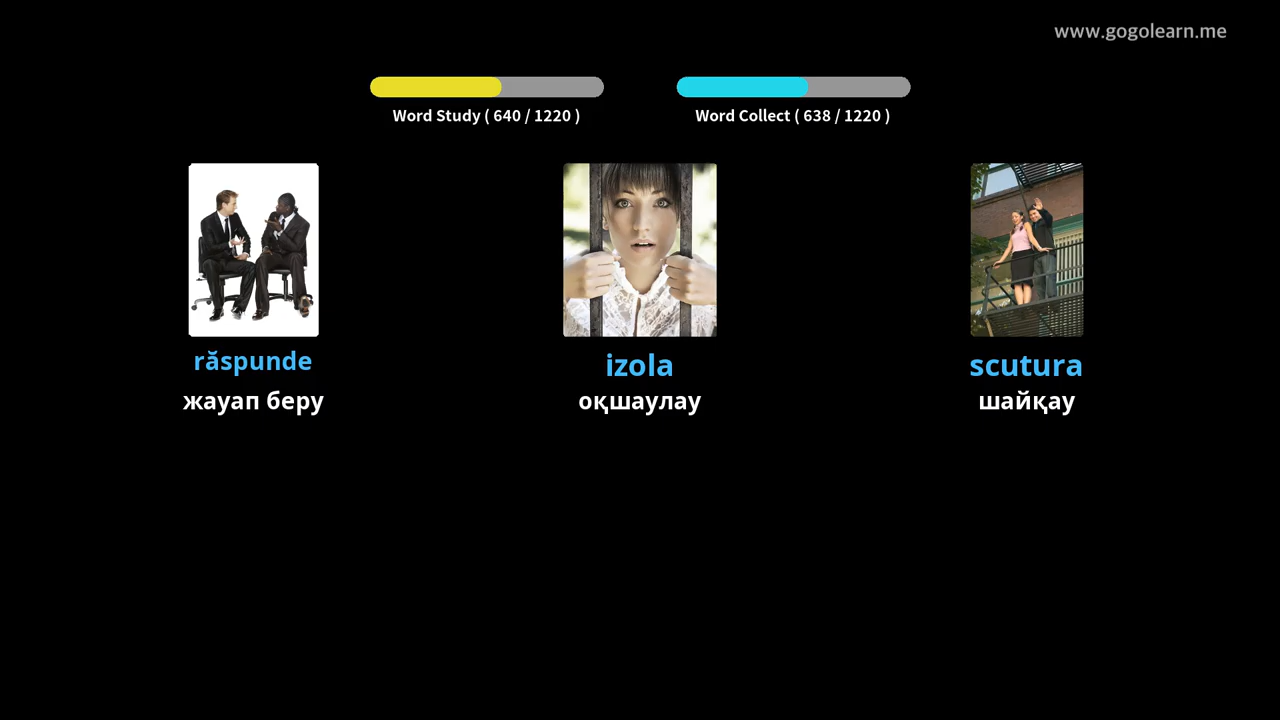 www.gogolearn.me
Word Study ( 640 / 1220 )
Word Collect ( 638 / 1220 )
răspunde
жауап беру
izola
оқшаулау
scutura
шайқау